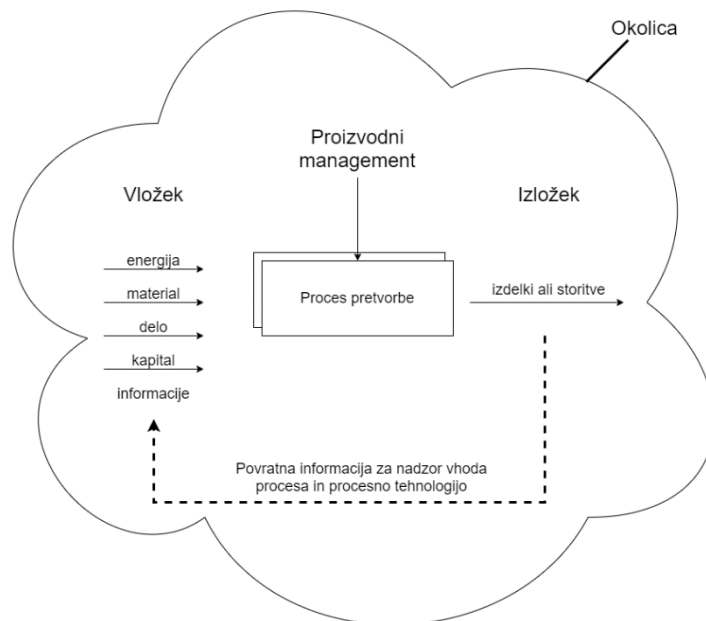 Okolica
Proizvodni
management
Vložek
Izložek
energija
material
delo
kapital
informacije
Proces pretvorbe
izdelki ali storitve
Povratna informacija za nadzor vhoda
procesa in procesno tehnologijo